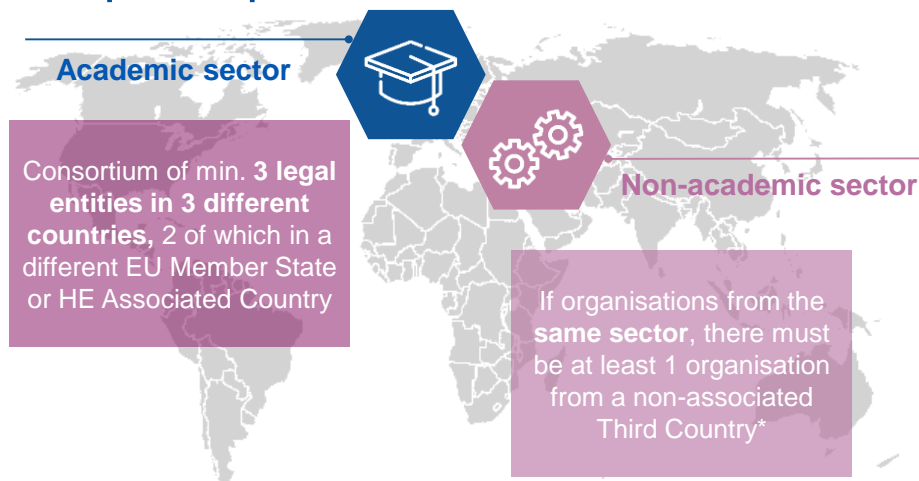 Academic sector
Consortium of min. 3 legal
entities in 3 different
countries, 2 of which in a
different EU Member State
or HE Associated Country
Non-academic sector
If organisations from the
same sector, there must
be at least 1 organisation
from a non-associated
Third Country*